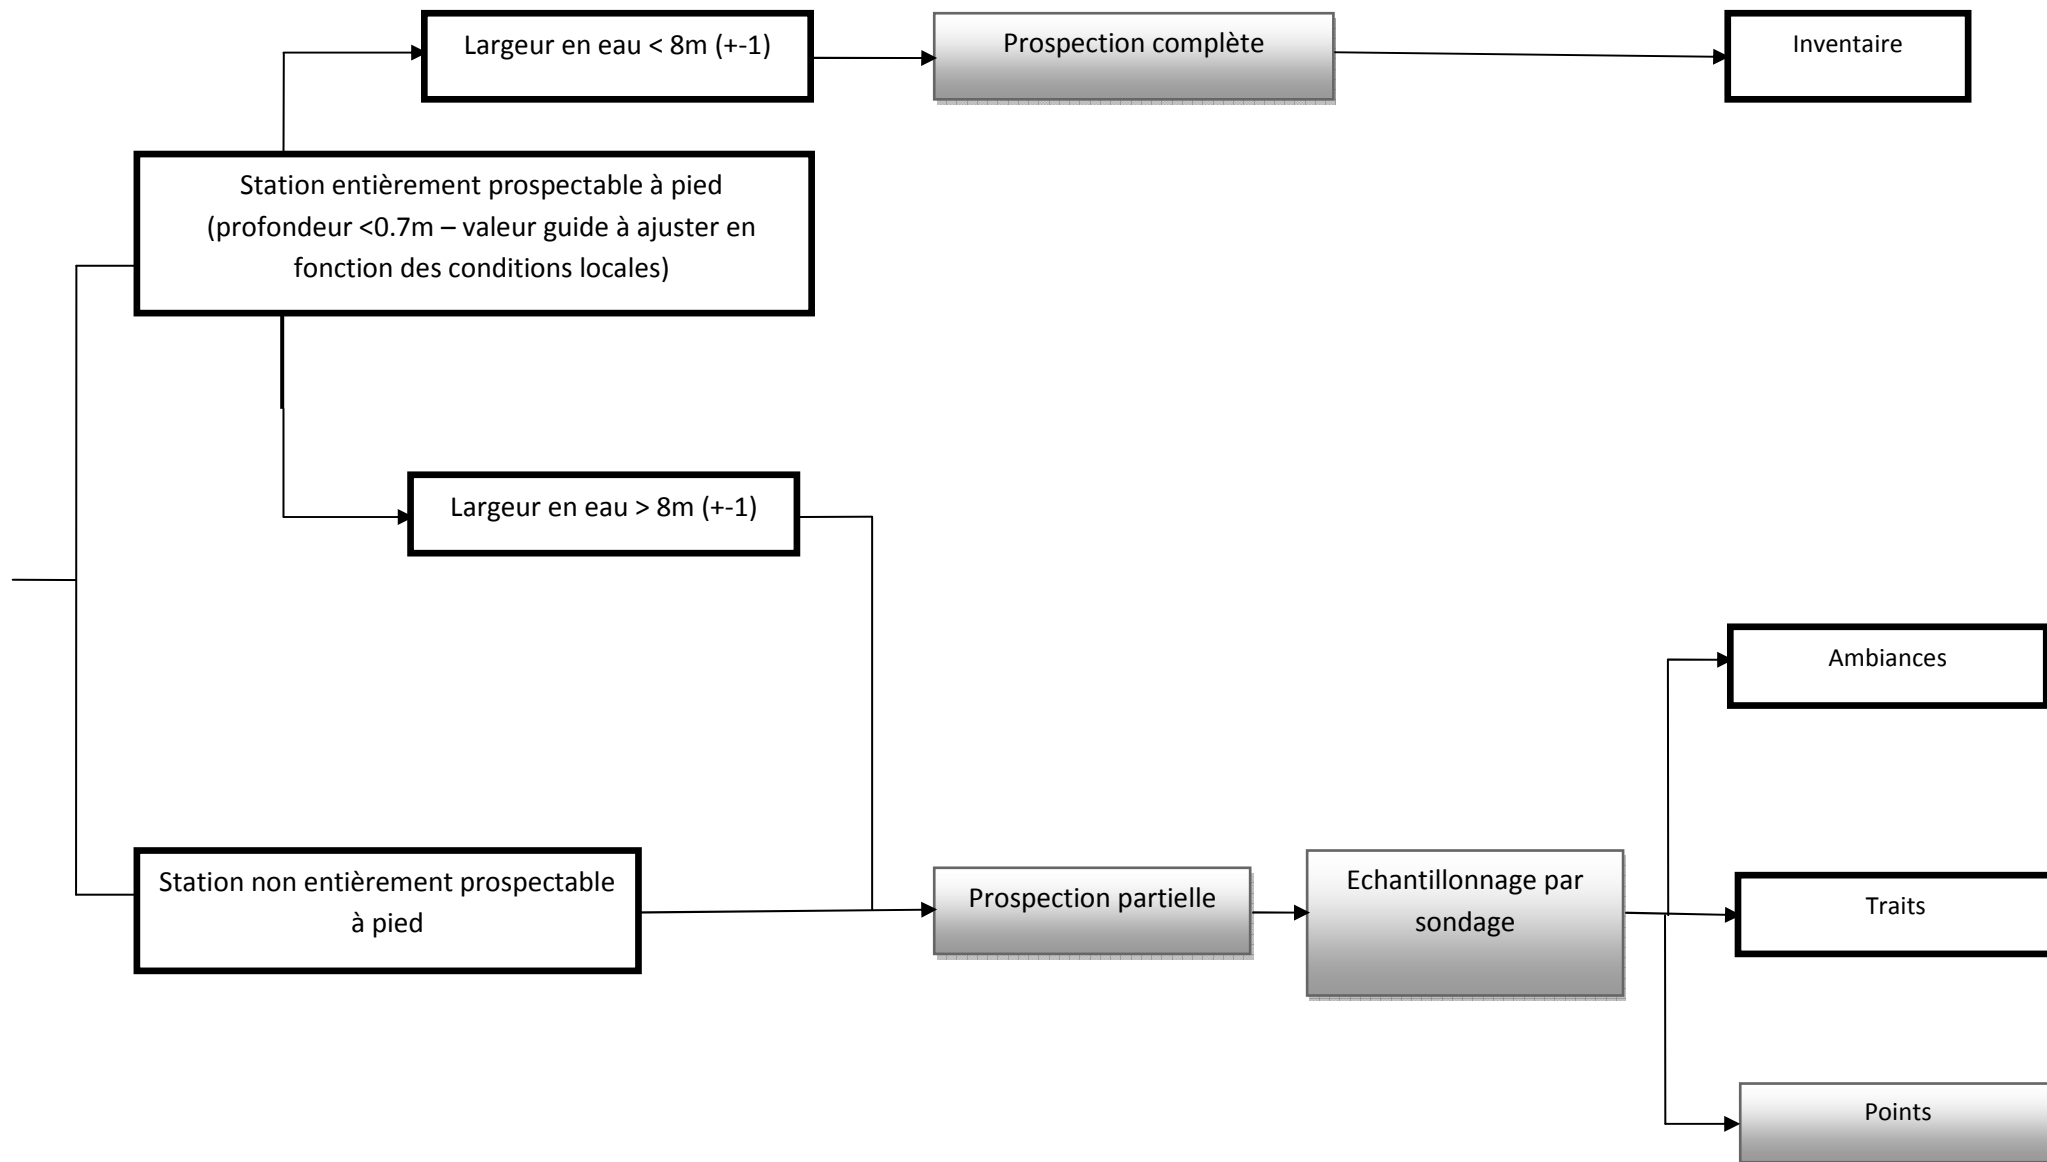 Largeur en eau < 8m (+-1)
Prospection complète
Inventaire
Station entièrement prospectable à pied
(profondeur <0.7m – valeur guide à ajuster en
fonction des conditions locales)
Largeur en eau > 8m (+-1)
Ambiances
Station non entièrement prospectable
à pied
Prospection partielle
Echantillonnage par
sondage
Traits
Points